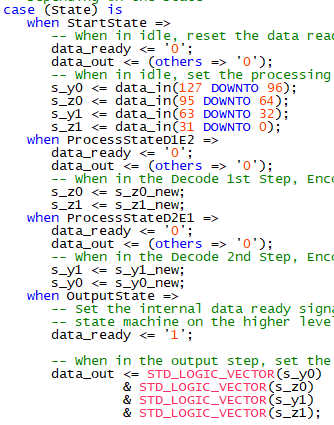 case (State) is
when StartState =>
-- When in idle, reset the data read
data_ready <= '0';
data_out <= (others => '0');
-- When in idle, set the processing
s_y0 <= data_in(127 DOWNTO 96);
s_z0 <= data_in(95 DOWNTO 64);
s_y1 <= data_in(63 DOWNTO 32);
s_z1 <= data_in(31 DOWNTO 0);
when ProcessStateD1E2 =>
data_ready <= '0';
data_out <= (others => '0');
-- When in the Decode 1st Step, Enco
s_z0 <= s_z0_new;
s_z1 <= s_z1_new;
when ProcessStateD2E1 =>
data_ready <= '0';
data_out <= (others => '0');
-- When in the Decode 2nd Step, Enco
s_y1 <= s_y1_new;
s_y0 <= s_y0_new;
when OutputState =>
-- Set the internal data ready signa
-- state machine on the higher level
data_ready <= '1';
-- When in the output step, set the
data_out <= STD_LOGIC_VECTOR(s_y0)
& STD_LOGIC_VECTOR(s_z0)
& STD_LOGIC_VECTOR(s_y1)
& STD_LOGIC_VECTOR(s_z1);